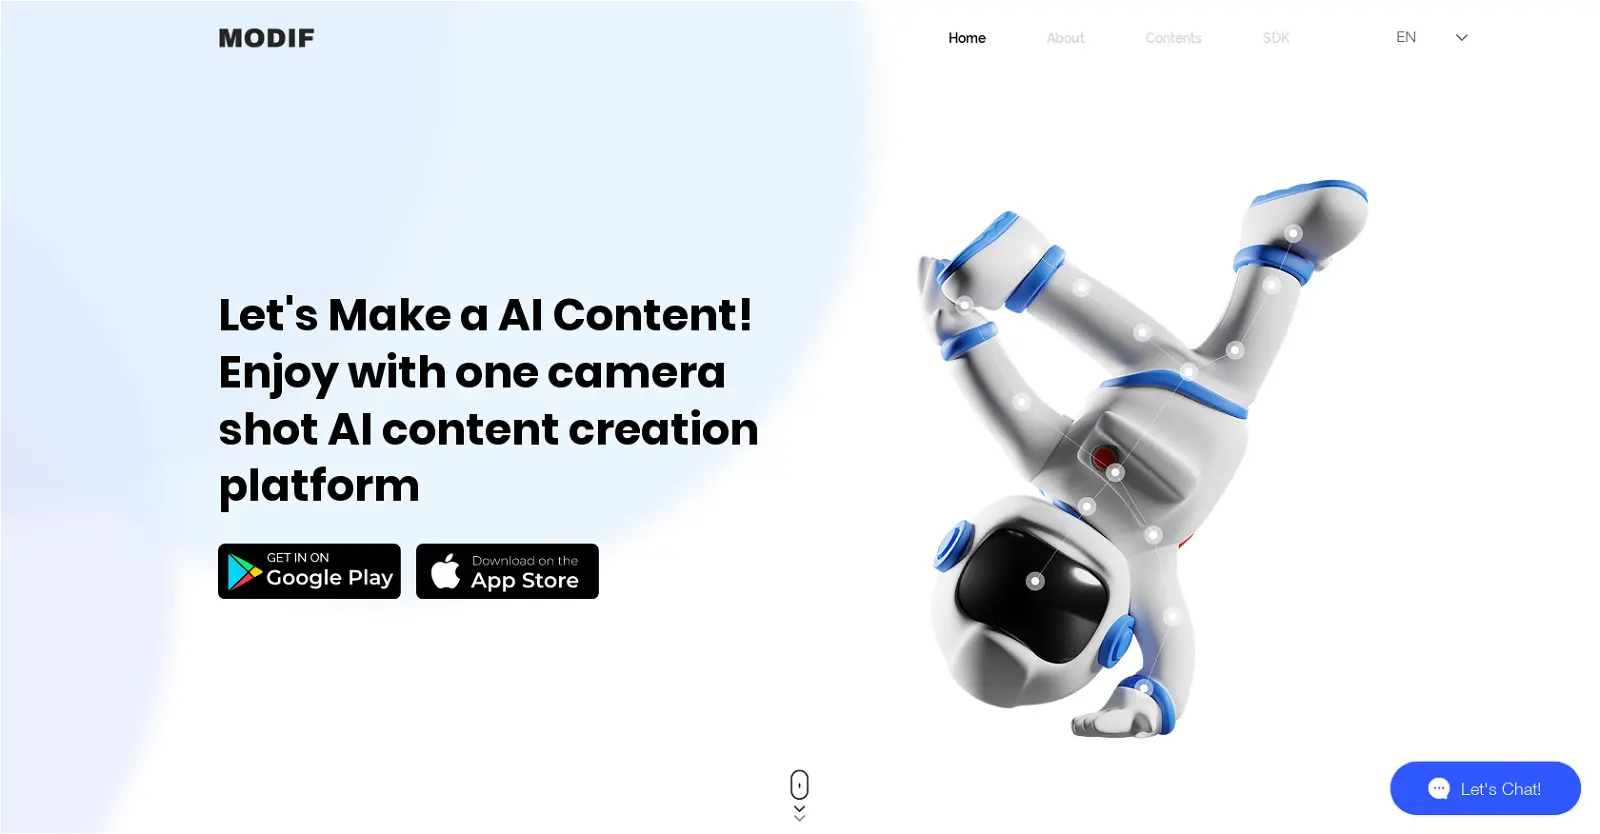 MODIF
Home
About
Contents
SDK
EN
Let's Make a AI Content!
Enjoy with one camera
shot AI content creation
platform
GET IN ON
Google Play
Download on the
App Store
Let's Chat!